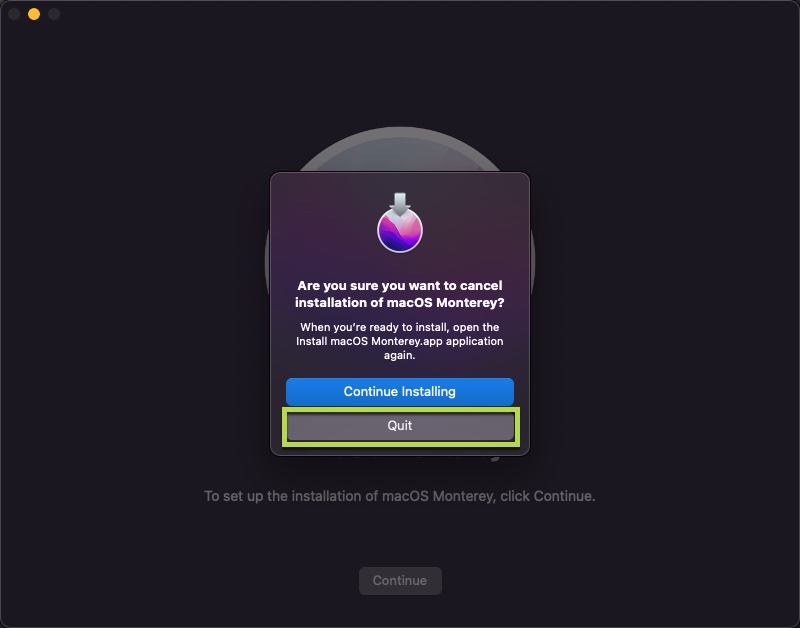 Are you sure you want to cancel
installation of macOS Monterey?
When you’re ready to install, open the
Install macOS Monterey.app application
again.
Continue Installing
Quit
To set up the installation of macOS Monterey, click Continue.
Continue